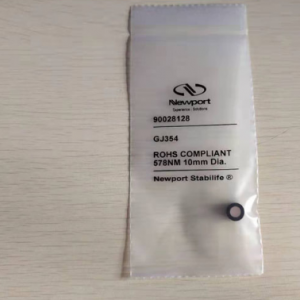 Newport
90028128
GJ354
ROHS COMPLIANT
578NM 10mm Dia.
Newport Stabilife ®